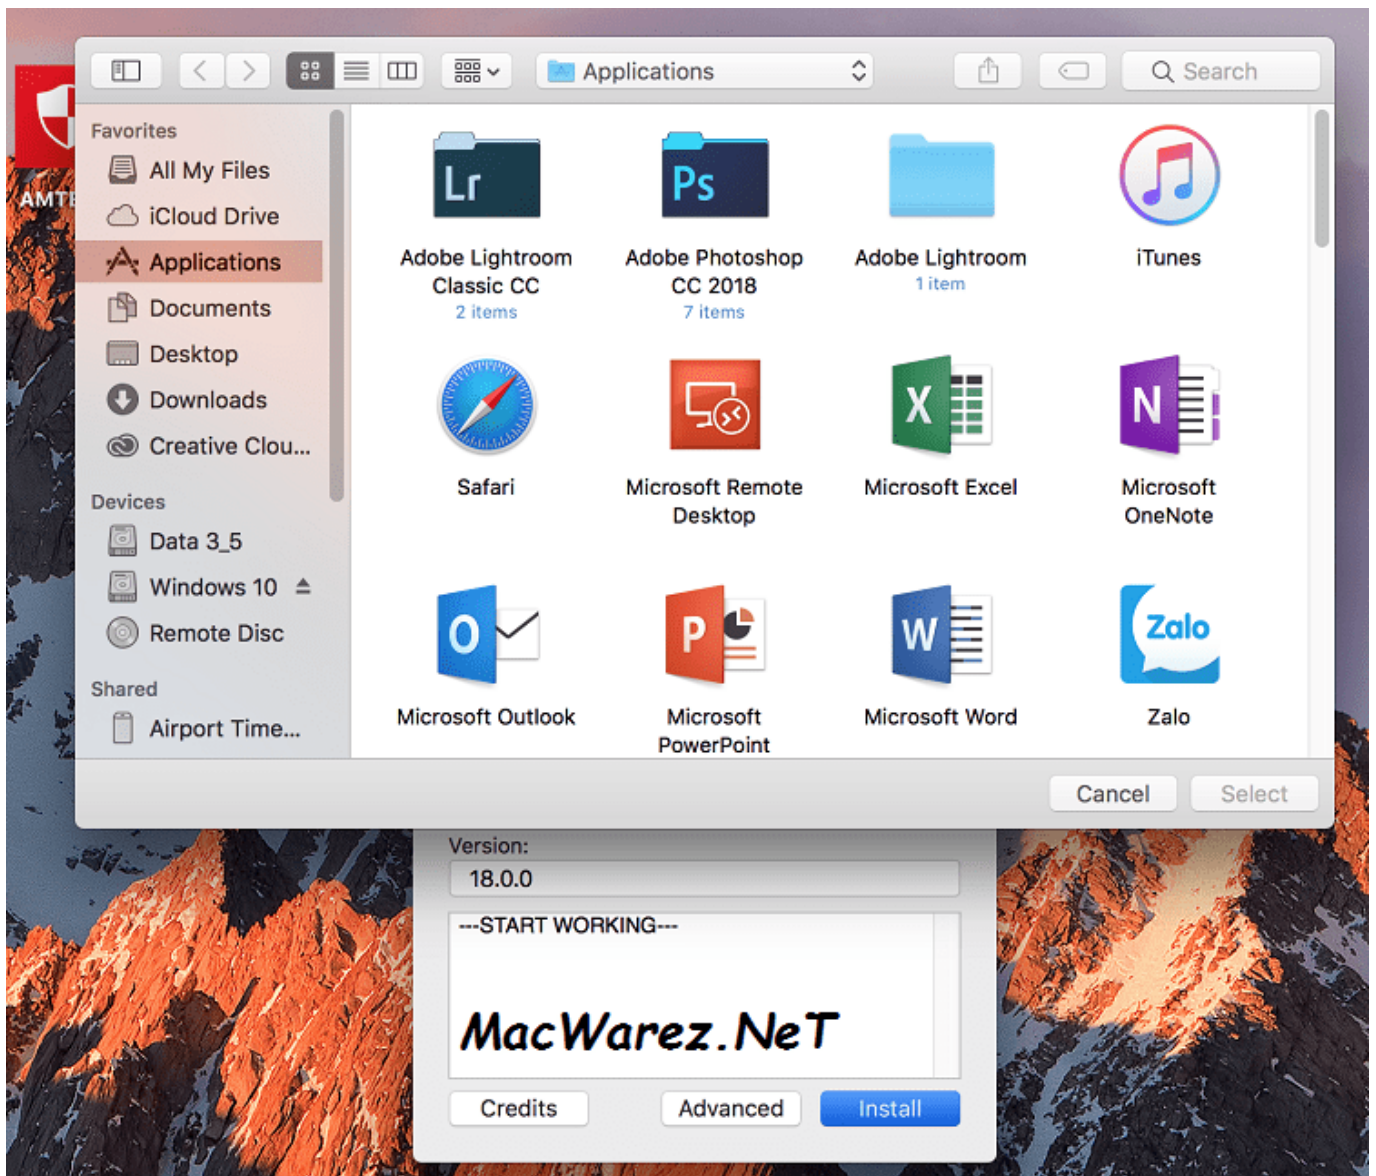 Applications
Search
AMTE
Favorites
All My Files
iCloud Drive
Applications
Documents
Desktop
Downloads
Creative Clou...
Devices
Data 3_5
Windows 10
Remote Disc
Shared
Airport Time...
Lr
Adobe Lightroom
Classic CC
2 items
Ps
Adobe Photoshop
CC 2018
7 items
Adobe Lightroom
1 item
iTunes
Safari
Microsoft Remote
Desktop
X
Microsoft Excel
N
Microsoft
OneNote
O
Microsoft Outlook
P
Microsoft
PowerPoint
W
Microsoft Word
Zalo
Zalo
Cancel
Select
Version:
18.0.0
---START WORKING---
MacWarez.NeT
Credits
Advanced
Install